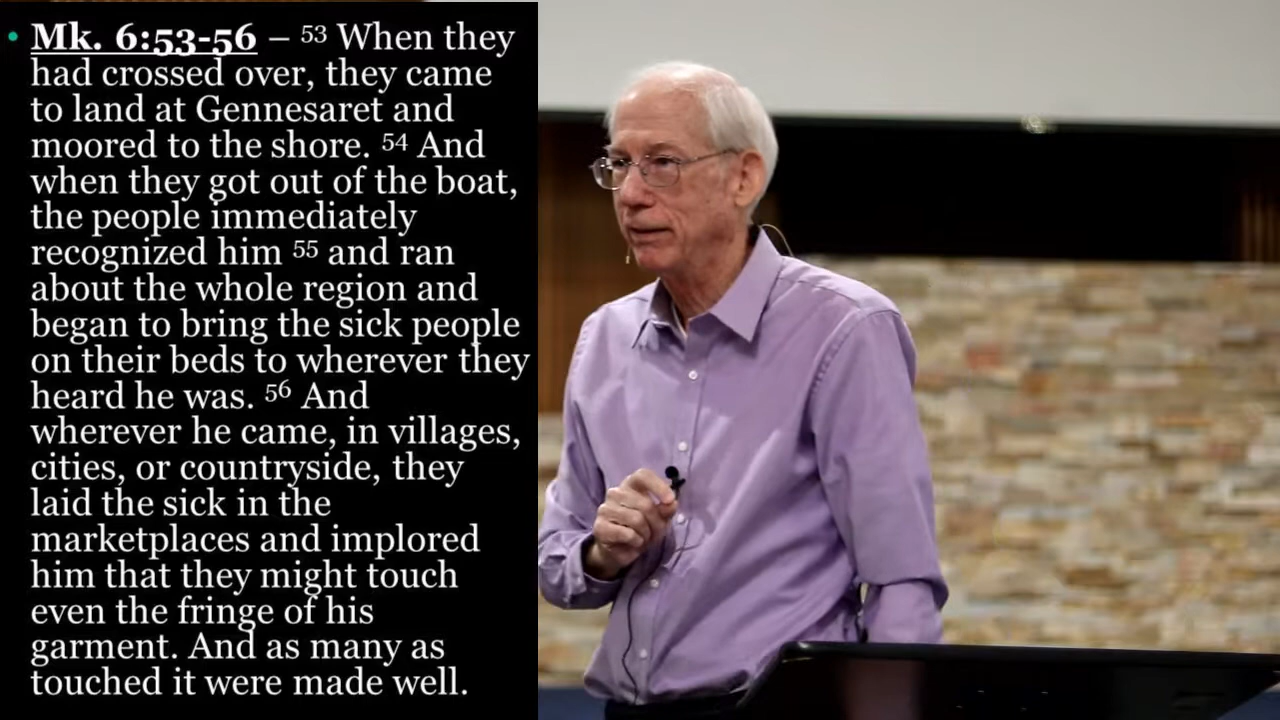 • Mk. 6:53-56 – 53 When they
had crossed over, they came
to land at Gennesaret and
moored to the shore. 54 And
when they got out of the boat,
the people immediately
recognized him 55 and ran
about the whole region and
began to bring the sick people
on their beds to wherever they
heard he was. 56 And
wherever he came, in villages,
cities, or countryside, they
laid the sick in the
marketplaces and implored
him that they might touch
even the fringe of his
garment. And as many as
touched it were made well.